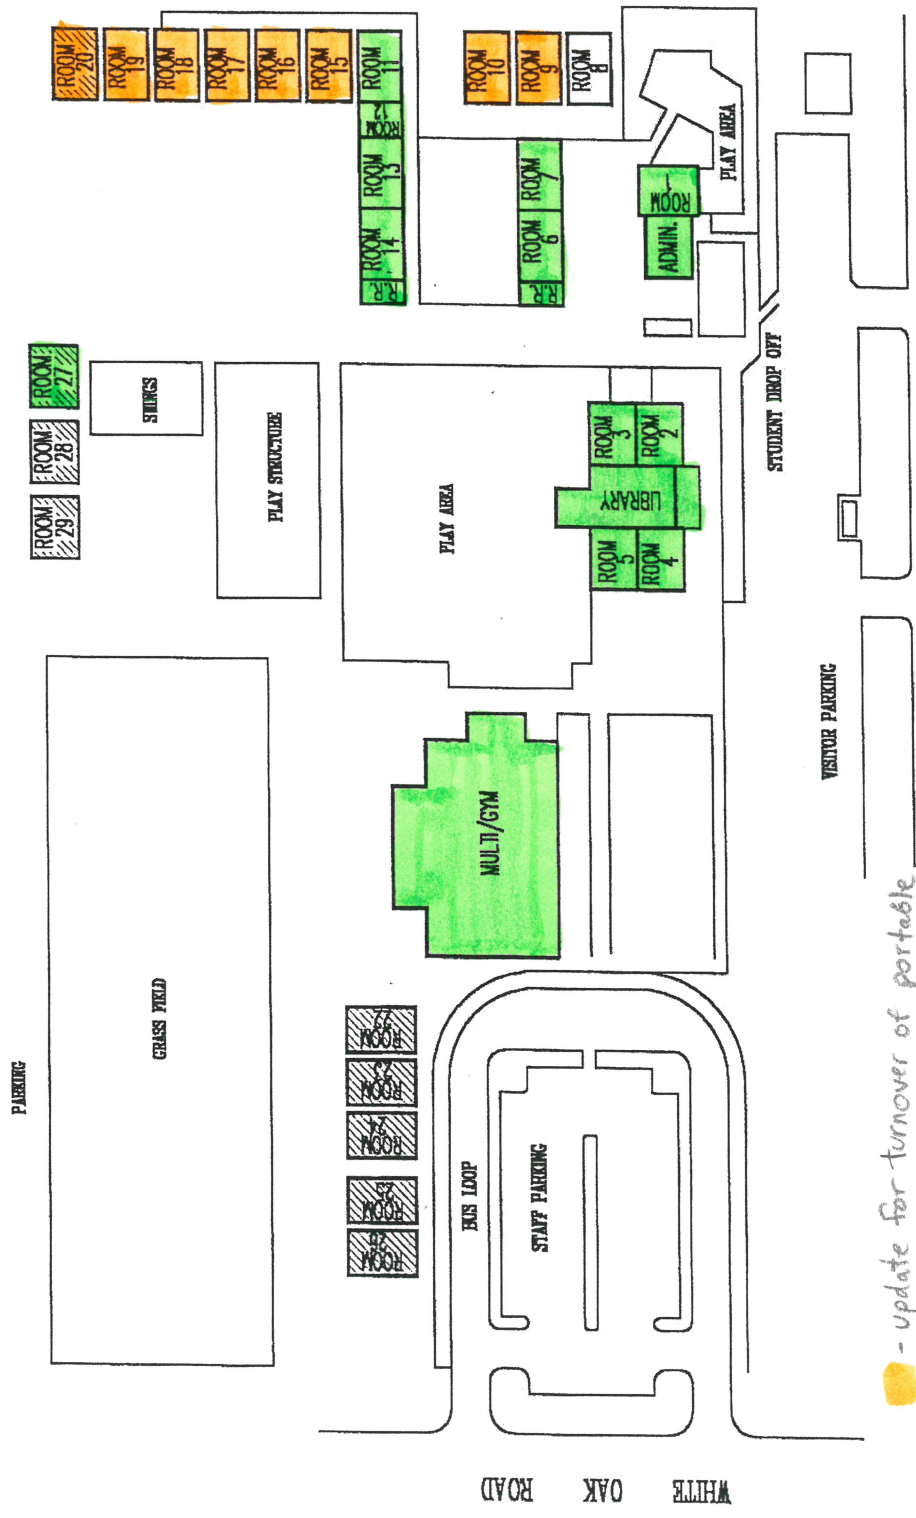 ROOM
20
ROOM
19
ROOM
18
ROOM
17
ROOM
16
ROOM
15
ROOM
11
ROOM
12
ROOM
13
ROOM
14
R.R.
ROOM
10
ROOM
9
ROOM
8
ROOM
7
ROOM
6
R.R.
ROOM
1
ADMIN.
PLAY AREA
ROOM
27
ROOM
28
ROOM
29
SWINGS
PLAY STRUCTURE
PLAY AREA
ROOM
3
ROOM
2
LIBRARY
ROOM
5
ROOM
4
STUDENT DROP OFF
VISITOR PARKING
MULTI/GYM
GRASS FIELD
PARKING
ROOM
22
ROOM
23
ROOM
24
ROOM
25
ROOM
26
BUS LOOP
STAFF PARKING
WHITE OAK ROAD
- update for turnover of portable